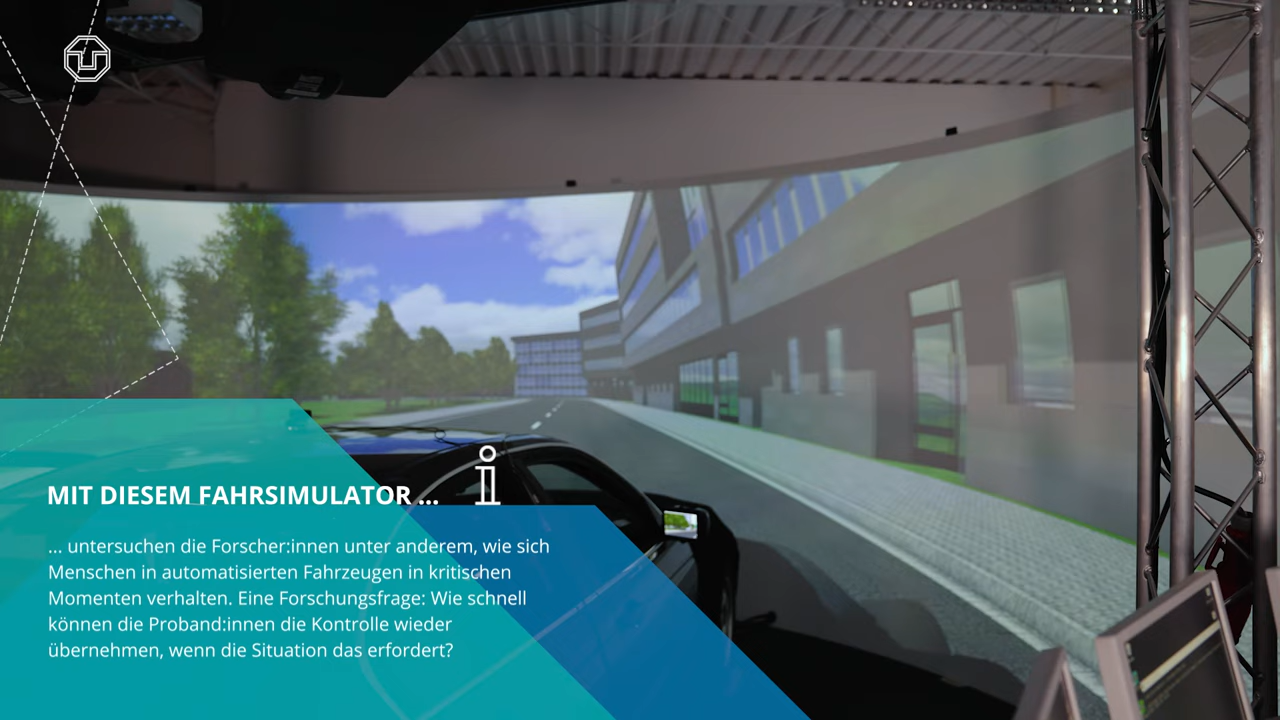 MIT DIESEM FAHRSIMULATOR ...
... untersuchen die Forscher:innen unter anderem, wie sich
Menschen in automatisierten Fahrzeugen in kritischen
Momenten verhalten. Eine Forschungsfrage: Wie schnell
können die Proband:innen die Kontrolle wieder
übernehmen, wenn die Situation das erfordert?